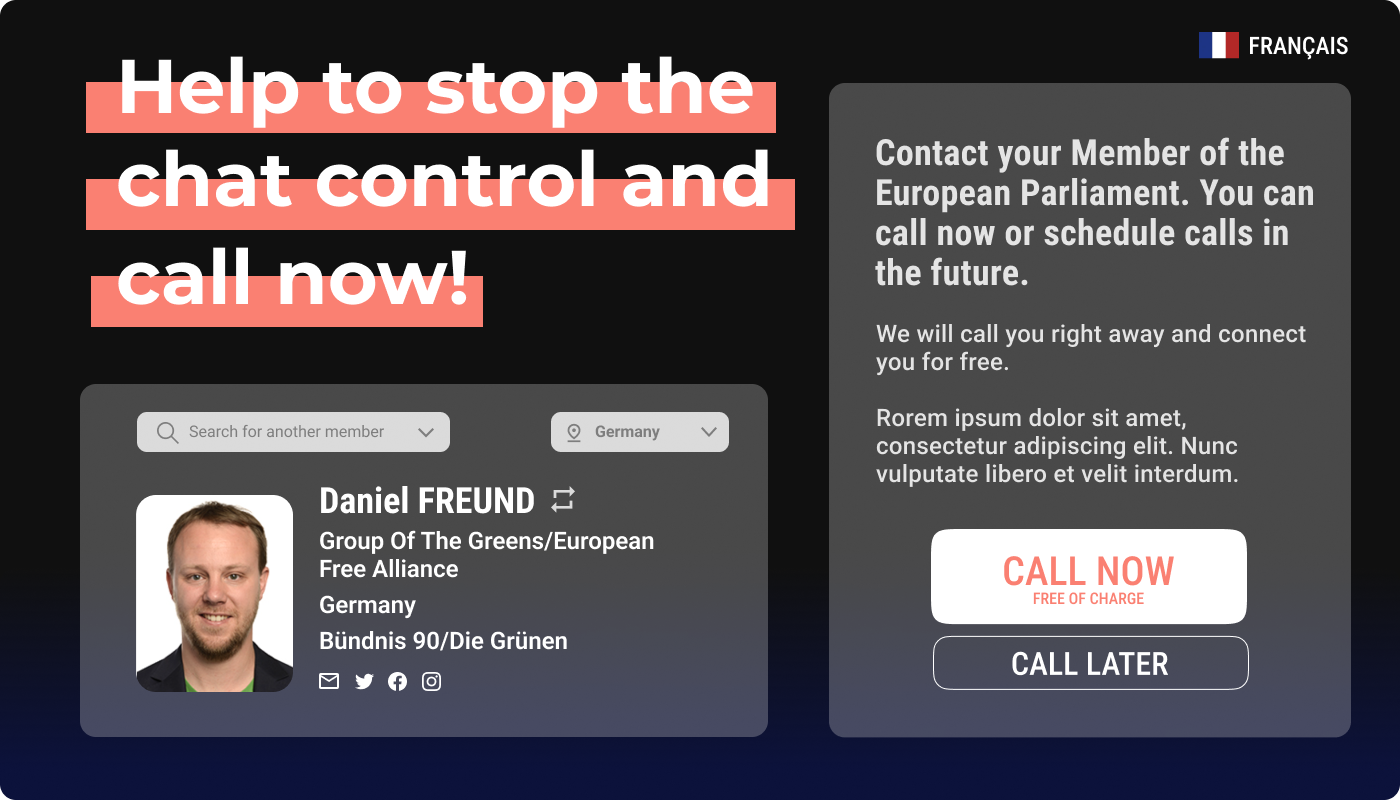 FRANÇAIS
Help to stop the
chat control and
call now!
Search for another member
Germany
Daniel FREUND
Group Of The Greens/European
Free Alliance
Germany
Bündnis 90/Die Grünen
Contact your Member of the
European Parliament. You can
call now or schedule calls in
the future.
We will call you right away and connect
you for free.
Rorem ipsum dolor sit amet,
consectetur adipiscing elit. Nunc
vulputate libero et velit interdum.
CALL NOW
FREE OF CHARGE
CALL LATER